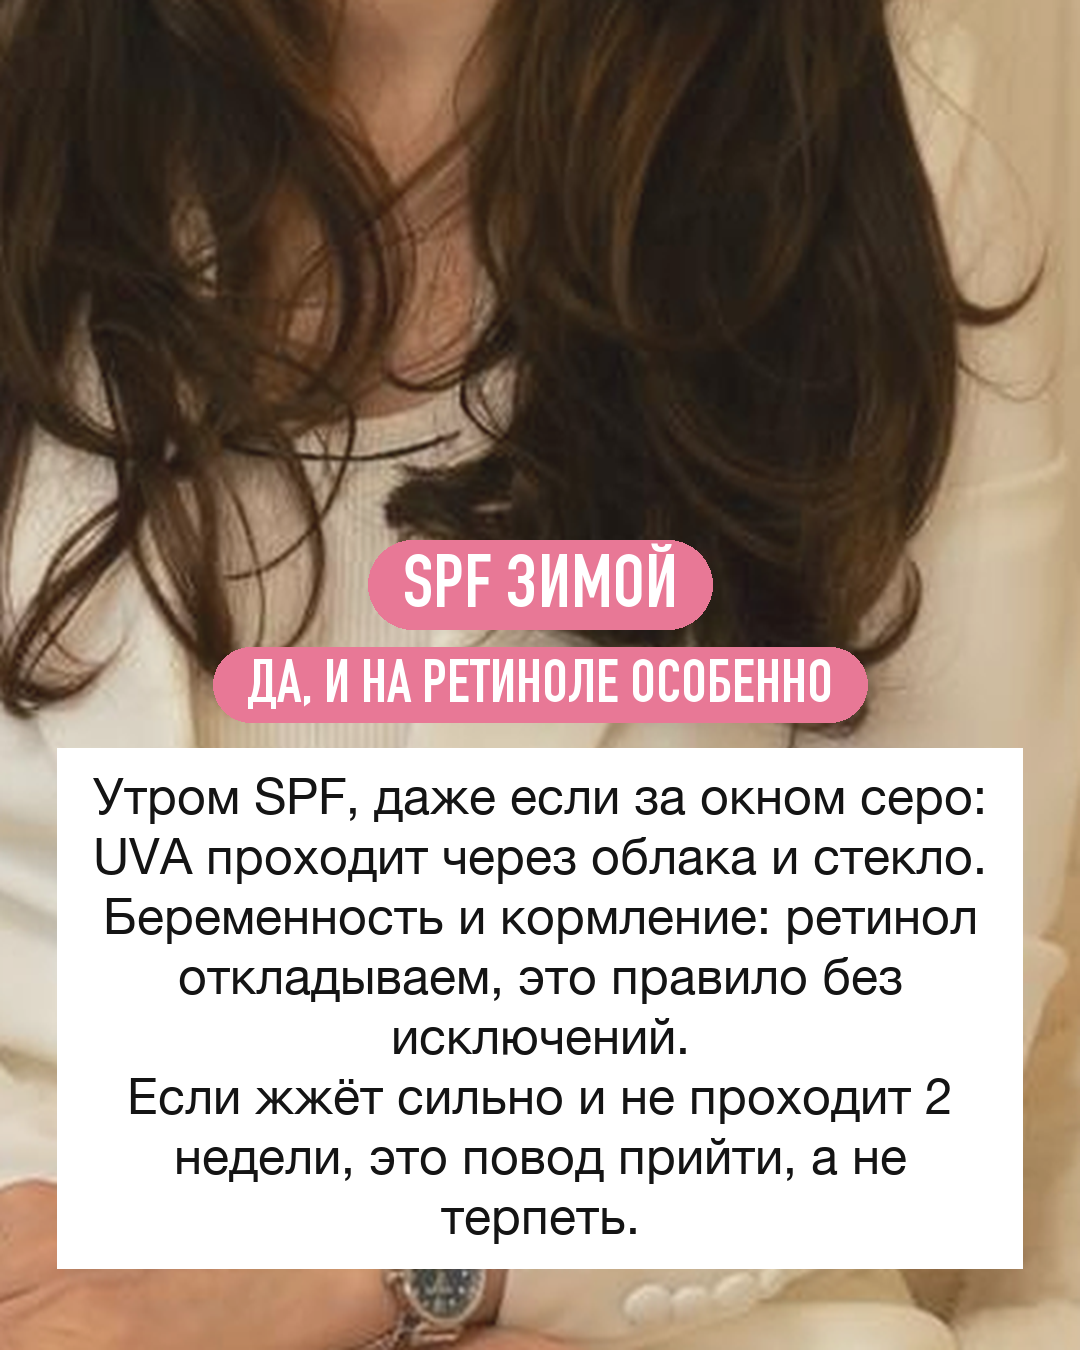 SPF ЗИМОЙ
ДА, И НА РЕТИНОЛЕ ОСОБЕННО
Утром SPF, даже если за окном серо:
UVA проходит через облака и стекло.
Беременность и кормление: ретинол
откладываем, это правило без
исключений.
Если жжёт сильно и не проходит 2
недели, это повод прийти, а не
терпеть.